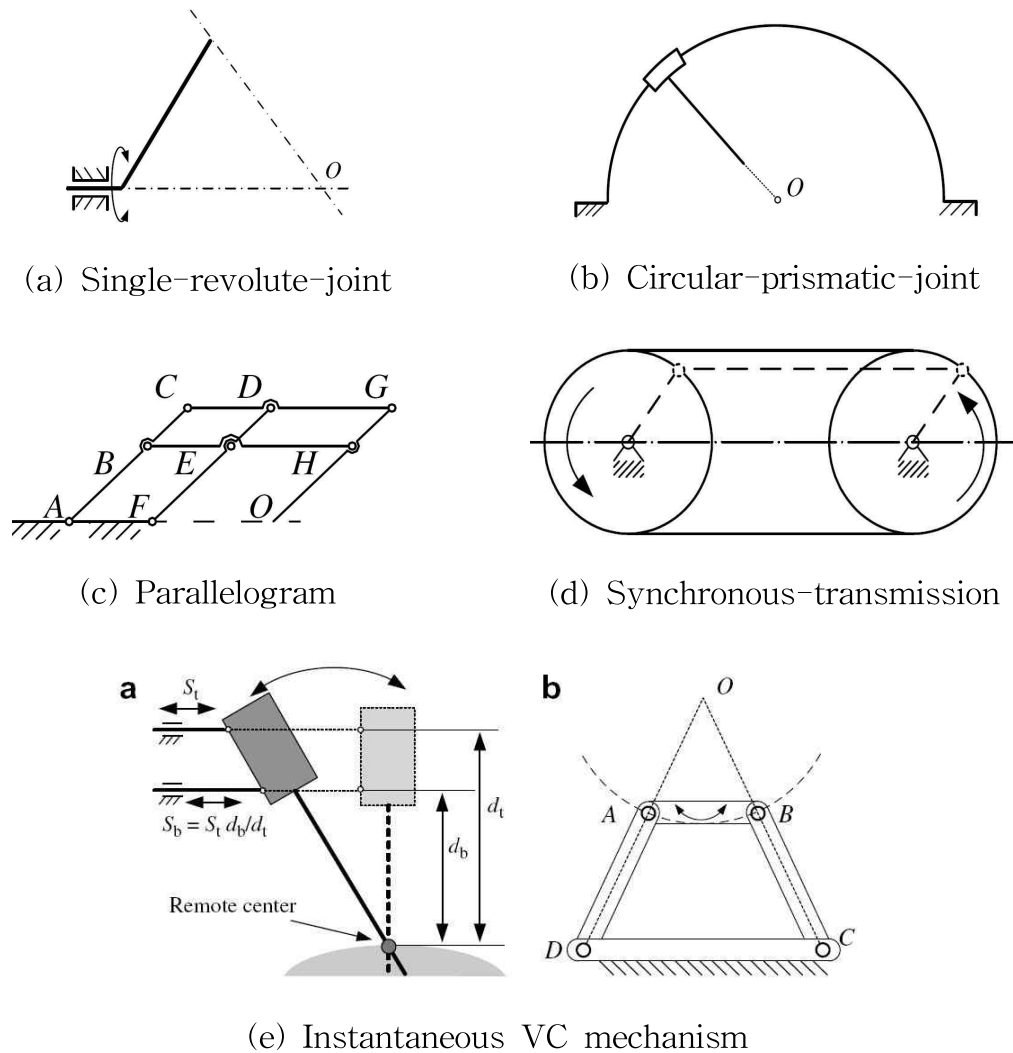 O
O
(a) Single-revolute-joint
(b) Circular-prismatic-joint
C D G
B E H
A F O
(c) Parallelogram
(d) Synchronous-transmission
a
b
St
O
Sb = St db/dt
dt
db
A
B
Remote center
D
C
(e) Instantaneous VC mechanism